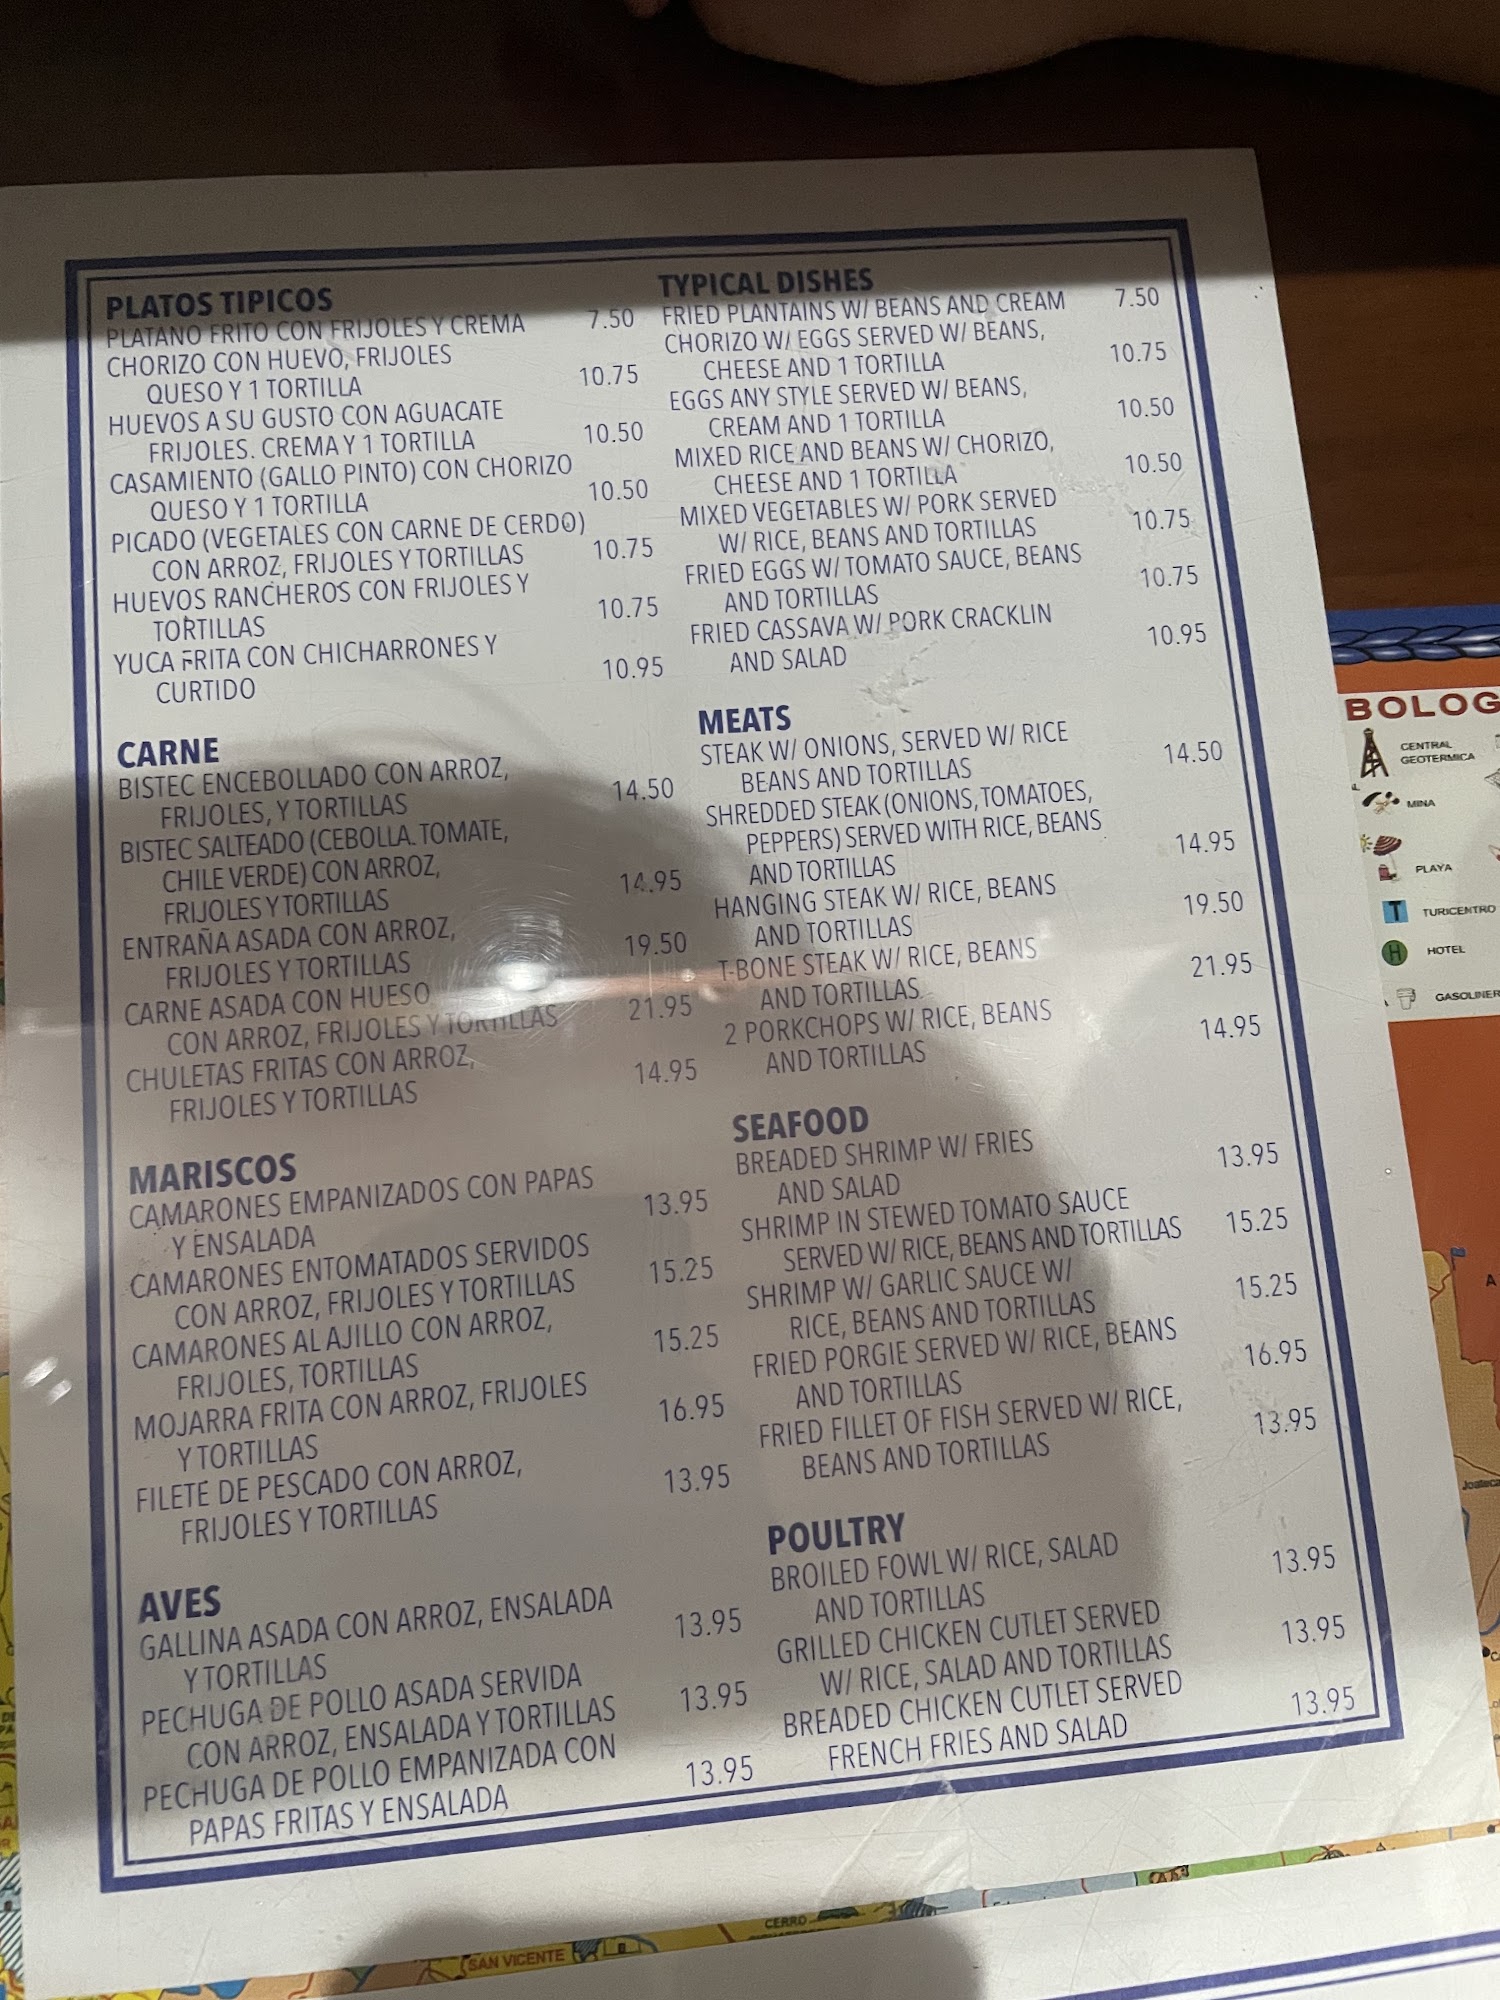 PLATOS TIPICOS
PLATANO FRITO CON FRIJOLES Y CREMA 7.50
CHORIZO CON HUEVO, FRIJOLES
QUESO Y 1 TORTILLA 10.75
HUEVOS A SU GUSTO CON AGUACATE
FRIJOLES. CREMA Y 1 TORTILLA 10.50
CASAMIENTO (GALLO PINTO) CON CHORIZO
QUESO Y 1 TORTILLA 10.50
PICADO (VEGETALES CON CARNE DE CERDO)
CON ARROZ, FRIJOLES Y TORTILLAS 10.75
HUEVOS RANCHEROS CON FRIJOLES Y
TORTILLAS 10.75
YUCA FRITA CON CHICHARRONES Y
CURTIDO 10.95
CARNE
BISTEC ENCEBOLLADO CON ARROZ,
FRIJOLES, Y TORTILLAS 14.50
BISTEC SALTEADO (CEBOLLA. TOMATE,
CHILE VERDE) CON ARROZ,
FRIJOLES Y TORTILLAS 14.95
ENTRAÑA ASADA CON ARROZ,
FRIJOLES Y TORTILLAS 19.50
CARNE ASADA CON HUESO
CON ARROZ, FRIJOLES Y TORTILLAS 21.95
CHULETAS FRITAS CON ARROZ,
FRIJOLES Y TORTILLAS 14.95
MARISCOS
CAMARONES EMPANIZADOS CON PAPAS
Y ENSALADA 13.95
CAMARONES ENTOMATADOS SERVIDOS
CON ARROZ, FRIJOLES Y TORTILLAS 15.25
CAMARONES AL AJILLO CON ARROZ,
FRIJOLES, TORTILLAS 15.25
MOJARRA FRITA CON ARROZ, FRIJOLES
Y TORTILLAS 16.95
FILETE DE PESCADO CON ARROZ,
FRIJOLES Y TORTILLAS 13.95
AVES
GALLINA ASADA CON ARROZ, ENSALADA
Y TORTILLAS 13.95
PECHUGA DE POLLO ASADA SERVIDA
CON ARROZ, ENSALADA Y TORTILLAS 13.95
PECHUGA DE POLLO EMPANIZADA CON
PAPAS FRITAS Y ENSALADA 13.95
TYPICAL DISHES
FRIED PLANTAINS W/ BEANS AND CREAM 7.50
CHORIZO W/ EGGS SERVED W/ BEANS,
CHEESE AND 1 TORTILLA 10.75
EGGS ANY STYLE SERVED W/ BEANS,
CREAM AND 1 TORTILLA 10.50
MIXED RICE AND BEANS W/ CHORIZO,
CHEESE AND 1 TORTILLA 10.50
MIXED VEGETABLES W/ PORK SERVED
W/ RICE, BEANS AND TORTILLAS 10.75
FRIED EGGS W/ TOMATO SAUCE, BEANS
AND TORTILLAS 10.75
FRIED CASSAVA W/ PORK CRACKLIN
AND SALAD 10.95
MEATS
STEAK W/ ONIONS, SERVED W/ RICE
BEANS AND TORTILLAS 14.50
SHREDDED STEAK (ONIONS, TOMATOES,
PEPPERS) SERVED WITH RICE, BEANS
AND TORTILLAS 14.95
HANGING STEAK W/ RICE, BEANS
AND TORTILLAS 19.50
T-BONE STEAK W/ RICE, BEANS
AND TORTILLAS 21.95
2 PORKCHOPS W/ RICE, BEANS
AND TORTILLAS 14.95
SEAFOOD
BREADED SHRIMP W/ FRIES
AND SALAD 13.95
SHRIMP IN STEWED TOMATO SAUCE
SERVED W/ RICE, BEANS AND TORTILLAS 15.25
SHRIMP W/ GARLIC SAUCE W/
RICE, BEANS AND TORTILLAS 15.25
FRIED PORGIE SERVED W/ RICE, BEANS
AND TORTILLAS 16.95
FRIED FILLET OF FISH SERVED W/ RICE,
BEANS AND TORTILLAS 13.95
POULTRY
BROILED FOWL W/ RICE, SALAD
AND TORTILLAS 13.95
GRILLED CHICKEN CUTLET SERVED
W/ RICE, SALAD AND TORTILLAS 13.95
BREADED CHICKEN CUTLET SERVED
FRENCH FRIES AND SALAD 13.95
BOLOG
CENTRAL
GEOTERMICA
MINA
PLAYA
T TURICENTRO
H HOTEL
GASOLINER
CERRO
SAN VICENTE